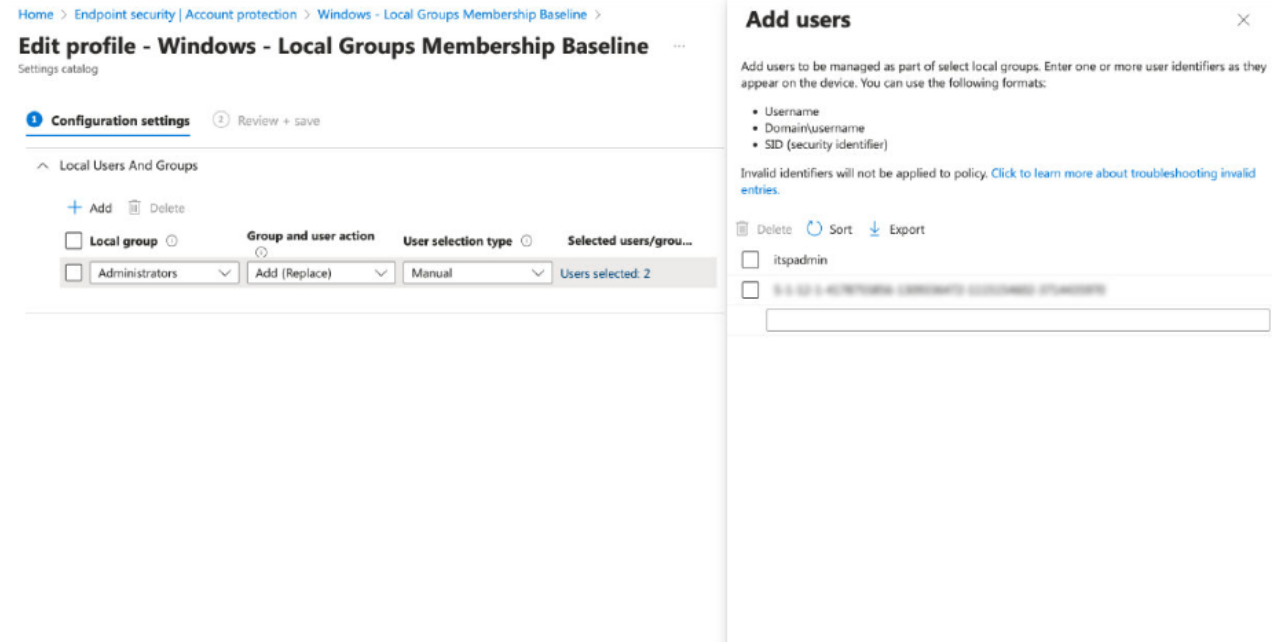 Home > Endpoint security | Account protection > Windows - Local Groups Membership Baseline >
Edit profile - Windows - Local Groups Membership Baseline ...
Settings catalog
1 Configuration settings 2 Review + save
Local Users And Groups
+ Add Delete
Local group Group and user action User selection type Selected users/grou...
Administrators Add (Replace) Manual Users selected: 2
Add users
Add users to be managed as part of select local groups. Enter one or more user identifiers as they
appear on the device. You can use the following formats:
• Username
• Domain\username
• SID (security identifier)
Invalid identifiers will not be applied to policy. Click to learn more about troubleshooting invalid
entries.
Delete Sort Export
itspadmin